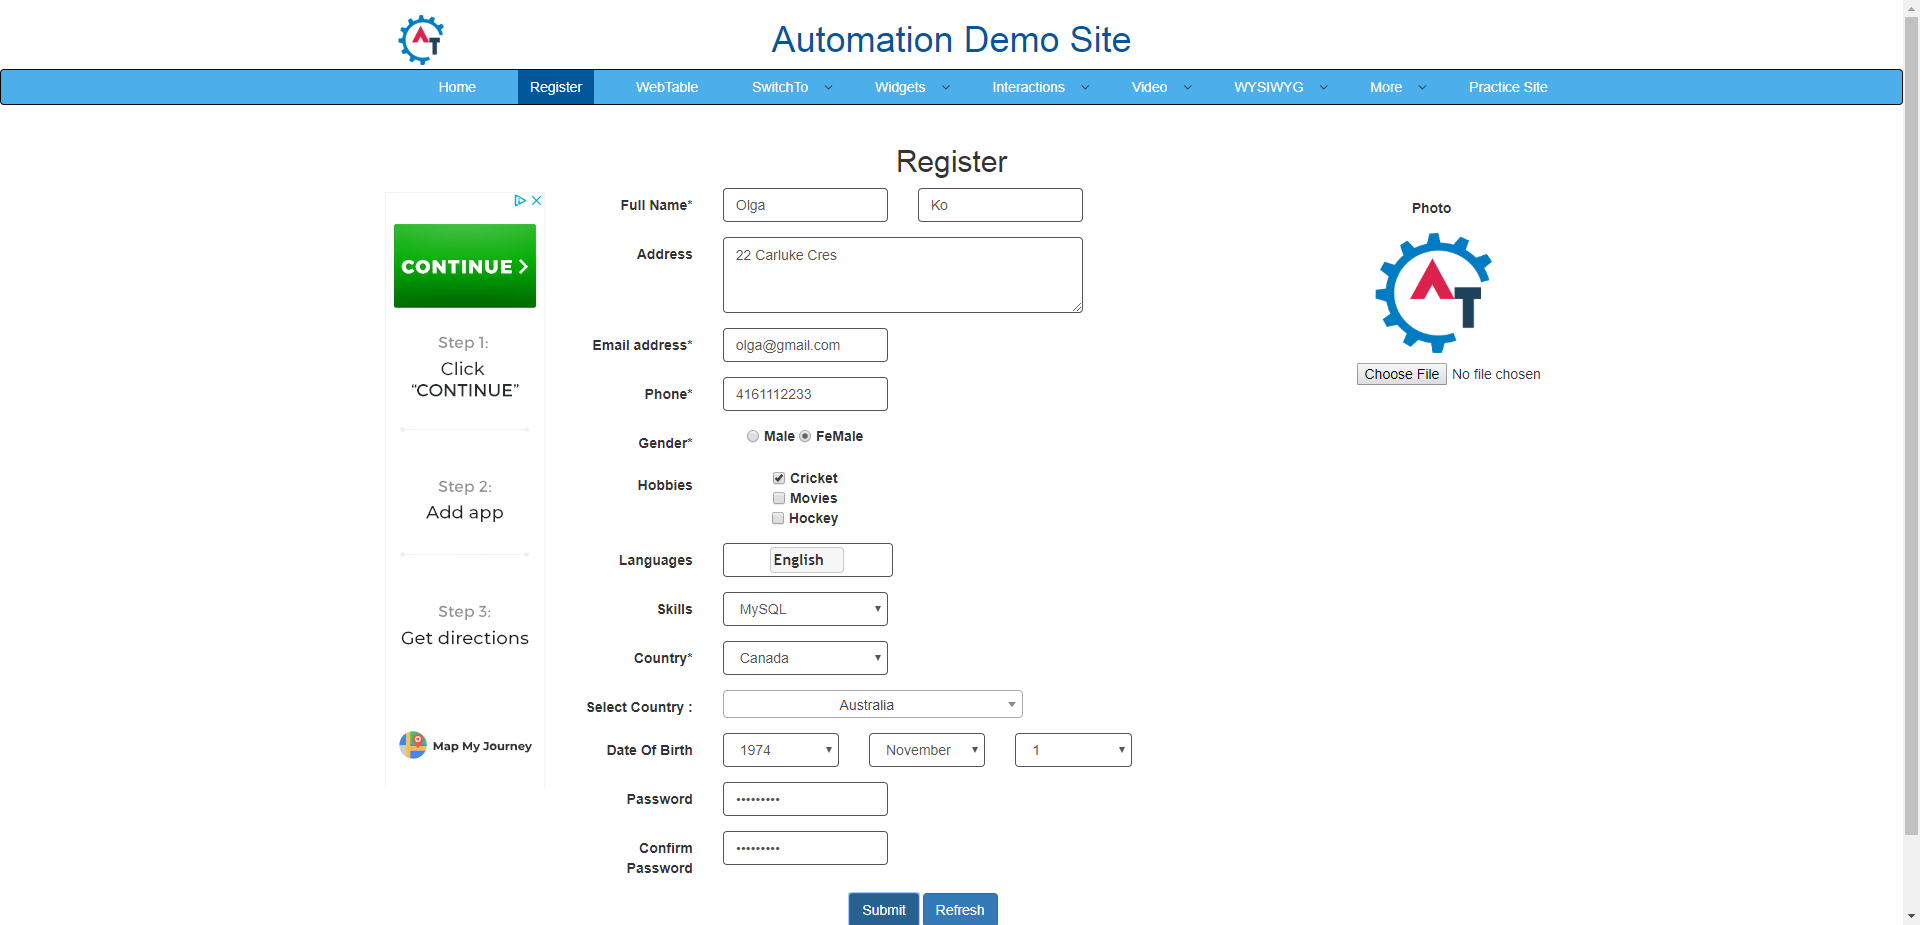 AT
Automation Demo Site
Home Register WebTable SwitchTo Widgets Interactions Video WYSIWYG More Practice Site
Register
CONTINUE
Step 1:
Click
“CONTINUE”
Step 2:
Add app
Step 3:
Get directions
Map My Journey
Full Name* Olga Ko
Address 22 Carluke Cres
Email address* olga@gmail.com
Phone* 4161112233
Gender* Male FeMale
Hobbies Cricket
Movies
Hockey
Languages English
Skills MySQL
Country* Canada
Select Country : Australia
Date Of Birth 1974 November 1
Password •••••••••
Confirm Password •••••••••
Submit Refresh
Photo
AT
Choose File No file chosen